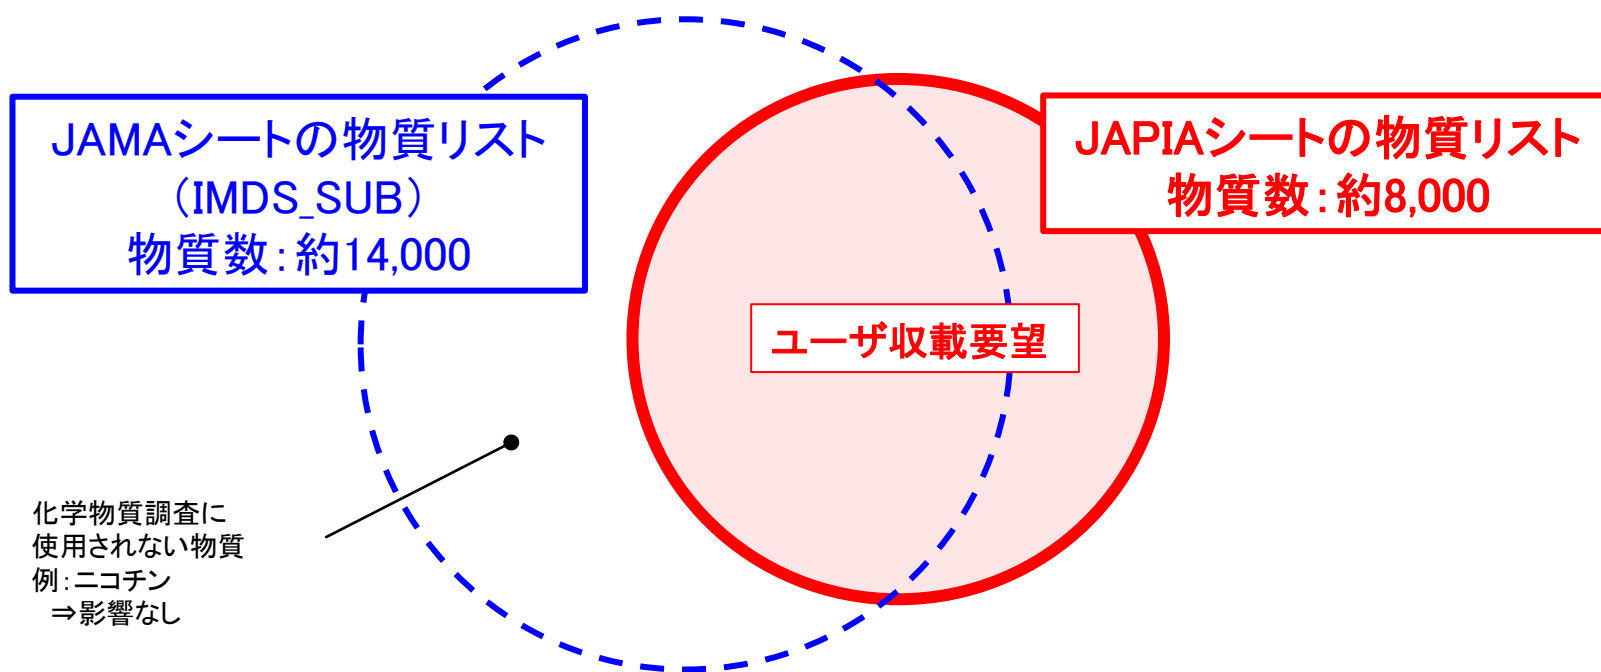 JAMAシートの物質リスト
（IMDS_SUB）
物質数：約14,000
JAPIAシートの物質リスト
物質数：約8,000
ユーザ収載要望
化学物質調査に
使用されない物質
例：ニコチン
⇒影響なし